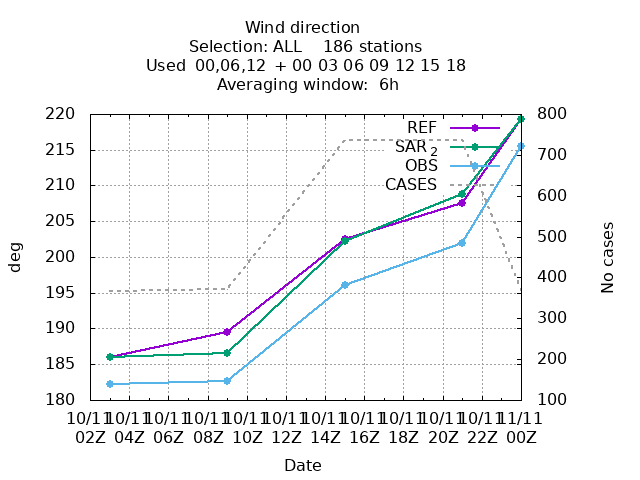 Wind direction
Selection: ALL 186 stations
Used 00,06,12 + 00 03 06 09 12 15 18
Averaging window: 6h
220
215
210
205
200
195
190
185
180
deg
800
700
600
500
400
300
200
100
No cases
REF
SAR 2
OBS
CASES
10/11 10/11 10/11 10/11 10/11 10/11 10/11 10/11 10/11 10/11 10/11 11/11
02Z 04Z 06Z 08Z 10Z 12Z 14Z 16Z 18Z 20Z 22Z 00Z
Date